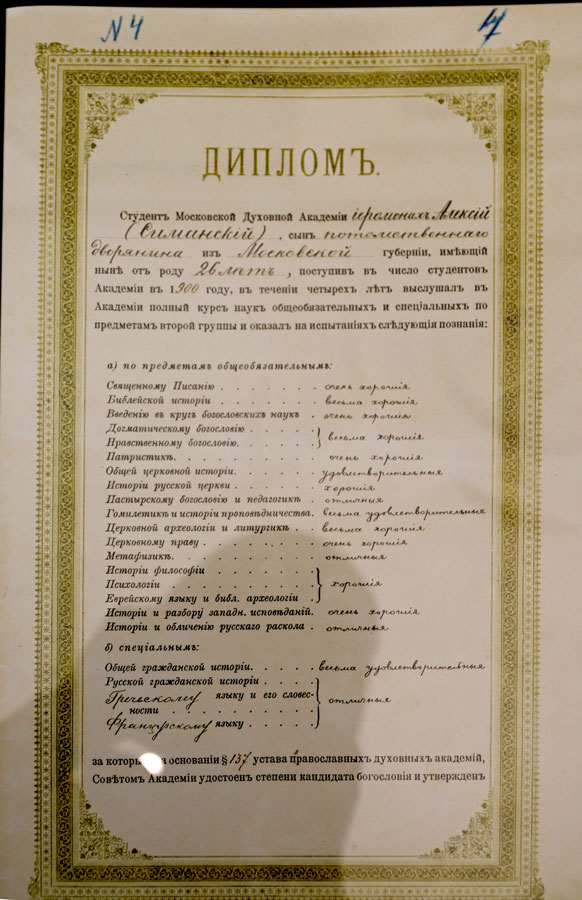 № 4
4
ДИПЛОМЪ.
Студентъ Московской Духовной Академіи іеромонахъ Алексій
(Симанскій), сынъ потомственнаго
дворянина изъ Московской губерніи, имѣющій
нынѣ отъ роду 26 лѣтъ, поступив въ число студентовъ
Академіи въ 1900 году, въ теченіи четырехъ лѣтъ выслушалъ въ
Академіи полный курсъ наукъ общеобязательныхъ и спеціальныхъ по
предметамъ второй группы и оказалъ на испытаніяхъ слѣдующія познанія:
а) по предметамъ общеобязательнымъ:
Священному Писанію . . . . . . . очень хорошія
Библейской исторіи . . . . . . . весьма хорошія
Введенію въ кругъ богословскихъ наукъ . очень хорошія
Догматическому богословію . . . . .
Нравственному богословію. . . . . . весьма хорошія
Патристикѣ. . . . . . . . . очень хорошія
Общей церковной исторіи. . . . . . удовлетворительныя
Исторіи русской церкви . . . . . . хорошія
Пастырскому богословію и педагогикѣ . отличныя
Гомилетикѣ и исторіи проповѣдничества. весьма удовлетворительныя
Церковной археологіи и литургикѣ . . весьма хорошія
Церковному праву . . . . . . . очень хорошія
Метафизикѣ. . . . . . . . . отличныя
Исторіи философіи . . . . . . .
Психологіи . . . . . . . . . хорошія
Еврейскому языку и библ. археологіи .
Исторіи и разбору западн. исповѣданій. очень хорошія
Исторіи и обличенію русскаго раскола . отличныя
б) спеціальнымъ:
Общей гражданской исторіи. . . . . весьма удовлетворительныя
Русской гражданской исторіи . . . .
Греческому языку и его словес-
ности . . . . . . . . . отличныя
Французскому языку . . . . .
за которыя на основаніи § 137 устава православныхъ духовныхъ академій,
Совѣтомъ Академіи удостоенъ степени кандидата богословія и утвержденъ